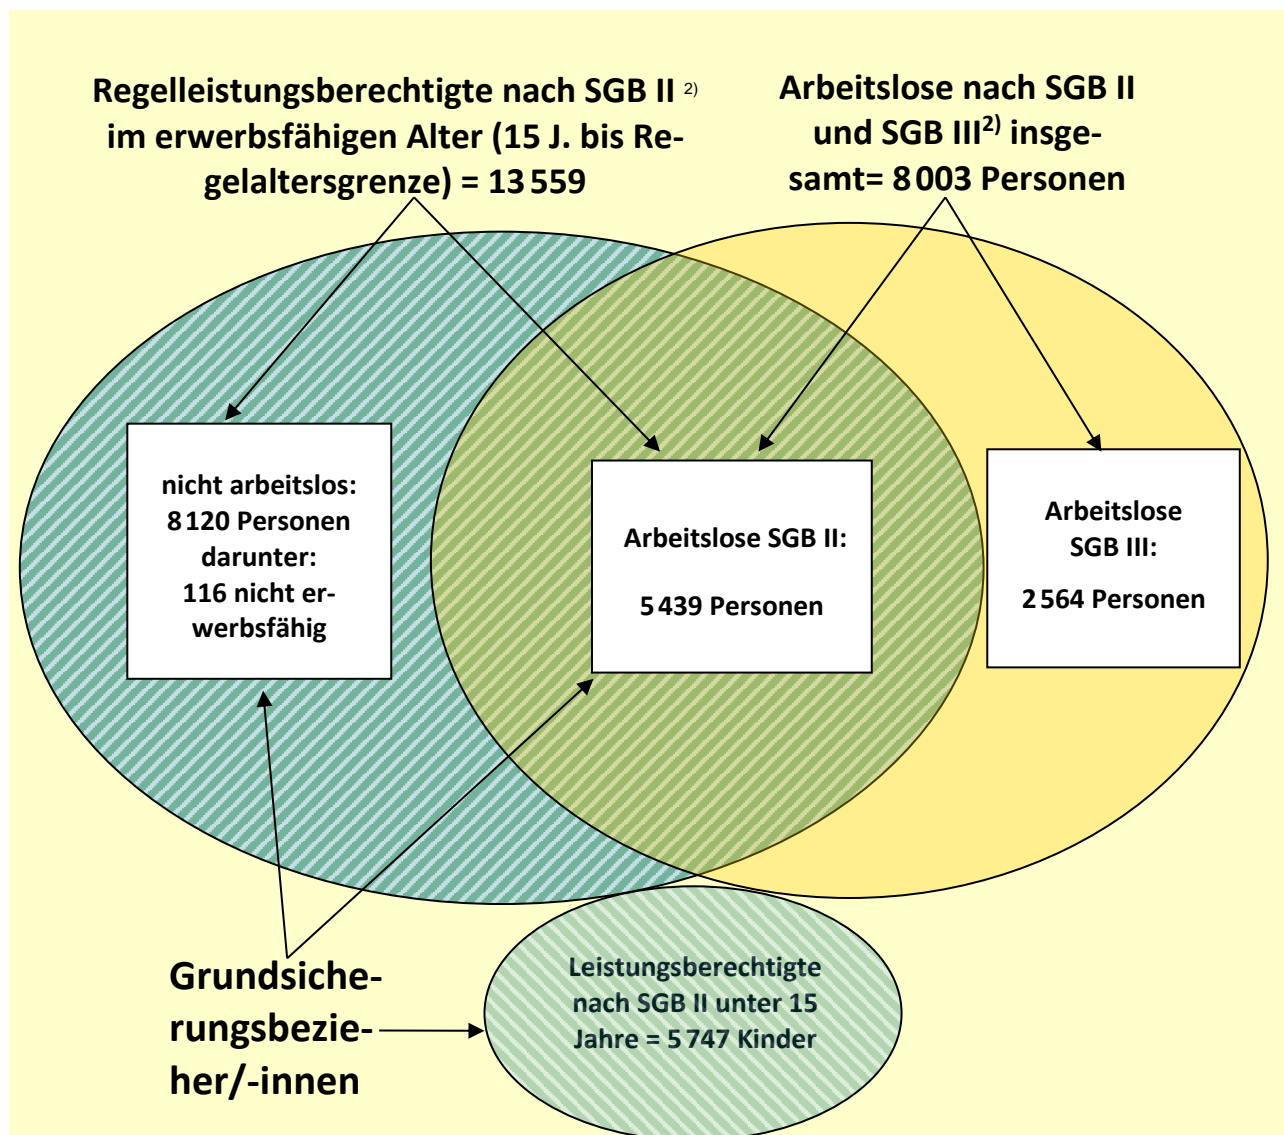 Regelleistungsberechtigte nach SGB II 2)
im erwerbsfähigen Alter (15 J. bis Re-
gelaltersgrenze) = 13 559
Arbeitslose nach SGB II
und SGB III2) insge-
samt= 8 003 Personen
nicht arbeitslos:
8 120 Personen
darunter:
116 nicht er-
werbsfähig
Arbeitslose SGB II:
5 439 Personen
Arbeitslose
SGB III:
2 564 Personen
Grundsiche-
rungsbezie-
her/-innen
Leistungsberechtigte
nach SGB II unter 15
Jahre = 5 747 Kinder